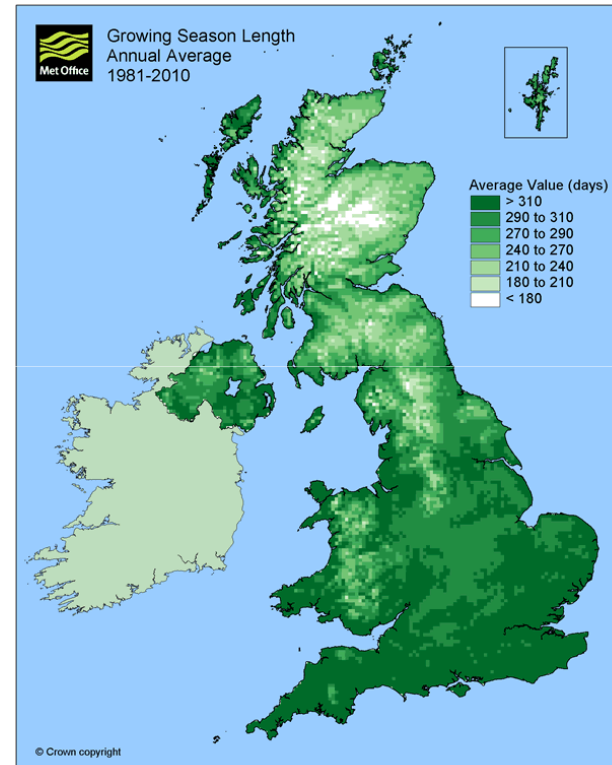 Met Office
Growing Season Length
Annual Average
1981-2010
Average Value (days)
> 310
290 to 310
270 to 290
240 to 270
210 to 240
180 to 210
< 180
© Crown copyright